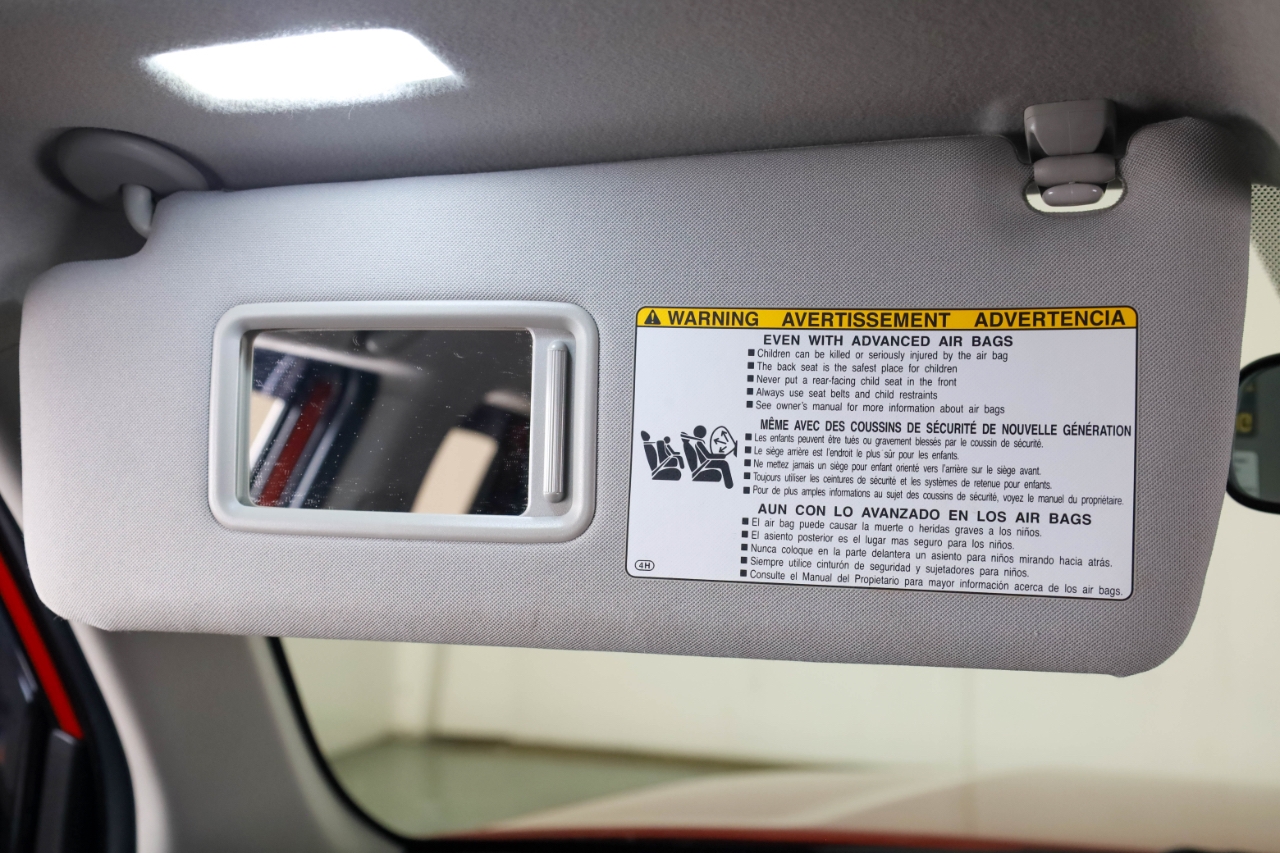 WARNING AVERTISSEMENT ADVERTENCIA
EVEN WITH ADVANCED AIR BAGS
■ Children can be killed or seriously injured by the air bag
■ The back seat is the safest place for children
■ Never put a rear-facing child seat in the front
■ Always use seat belts and child restraints
■ See owner's manual for more information about air bags
MÊME AVEC DES COUSSINS DE SÉCURITÉ DE NOUVELLE GÉNÉRATION
■ Les enfants peuvent être tués ou gravement blessés par le coussin de sécurité.
■ Le siège arrière est l'endroit le plus sûr pour les enfants.
■ Ne mettez jamais un siège pour enfant orienté vers l'arrière sur le siège avant.
■ Toujours utiliser les ceintures de sécurité et les systèmes de retenue pour enfants.
■ Pour de plus amples informations au sujet des coussins de sécurité, voyez le manuel du propriétaire.
AUN CON LO AVANZADO EN LOS AIR BAGS
■ El air bag puede causar la muerte o heridas graves a los niños.
■ El asiento posterior es el lugar mas seguro para los niños.
■ Nunca coloque en la parte delantera un asiento para niños mirando hacia atrás.
■ Siempre utilice cinturón de seguridad y sujetadores para niños.
■ Consulte el Manual del Propietario para mayor información acerca de los air bags.
4H